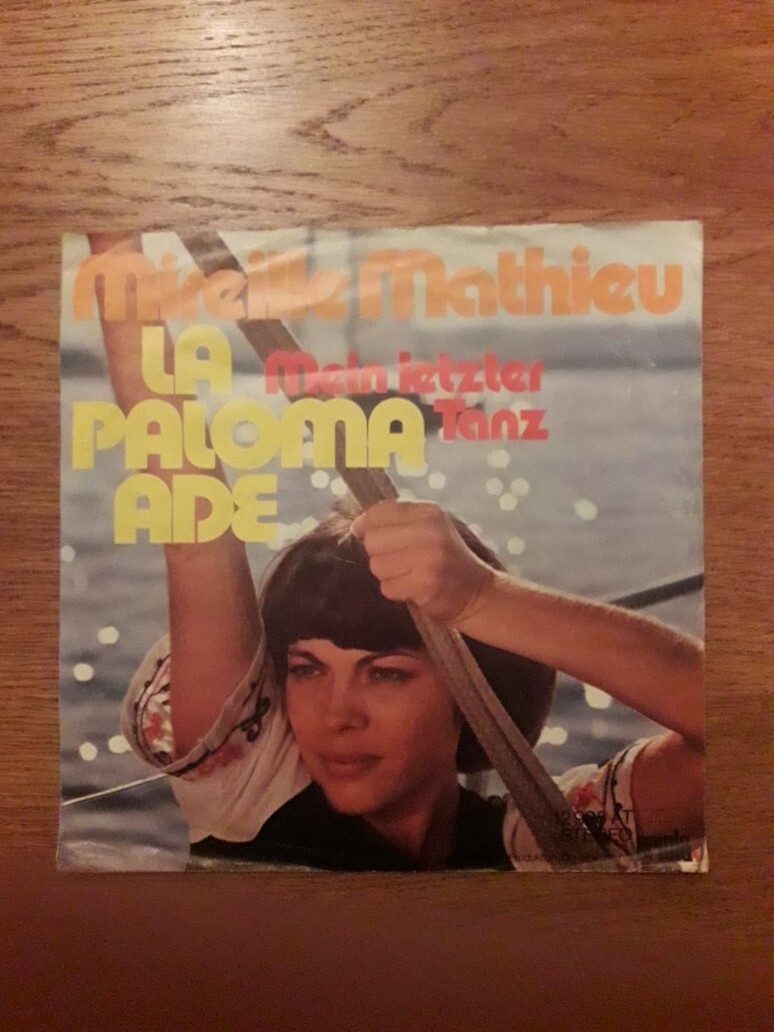 Mireille Mathieu
LA
PALOMA
ADE
Mein letzter
Tanz
STEREO